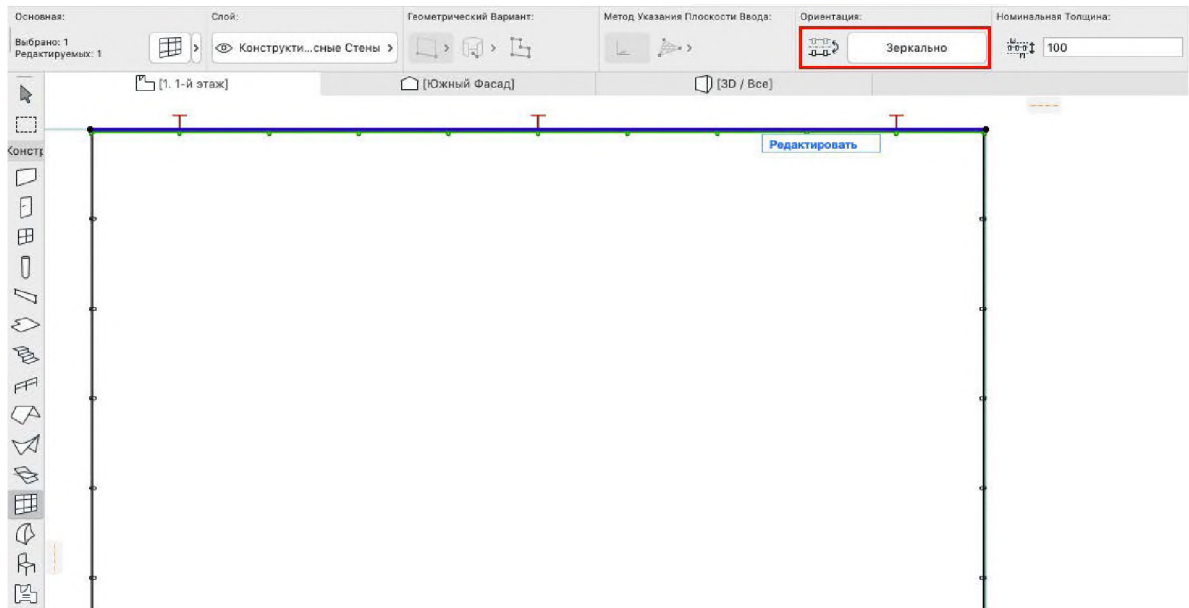 Основная:
Слой:
Геометрический Вариант:
Метод Указания Плоскости Ввода:
Ориентация:
Номинальная Толщина:
Выбрано: 1
Редактируемых: 1
Конструкти...сные Стены
Зеркально
100
[1. 1-й этаж]
[Южный Фасад]
[3D / Все]
Констр
Редактировать